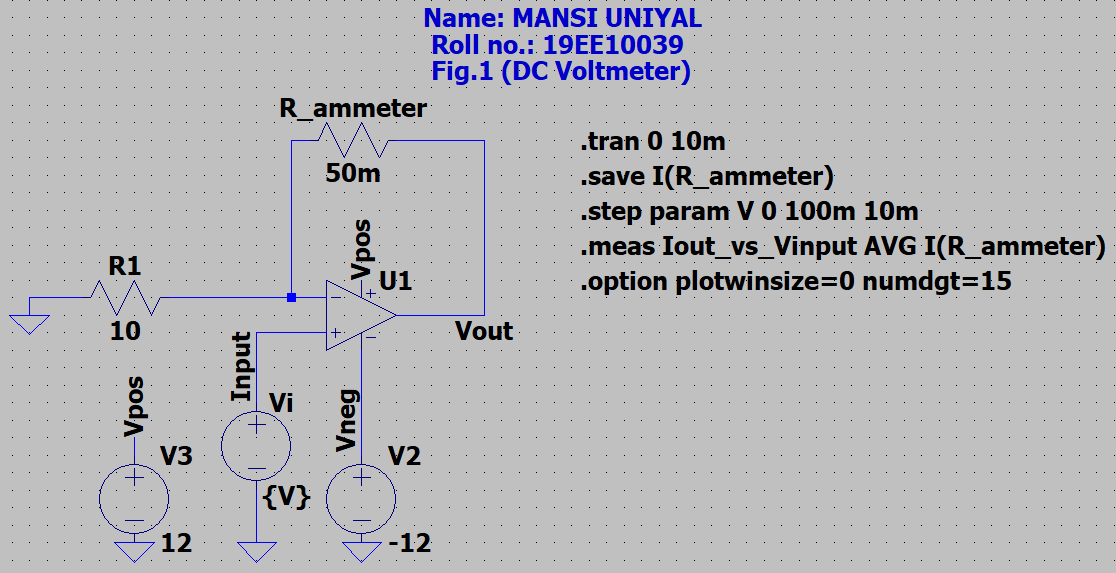 Name: MANSI UNIYAL
Roll no.: 19EE10039
Fig.1 (DC Voltmeter)
R_ammeter
50m
.tran 0 10m
.save I(R_ammeter)
.step param V 0 100m 10m
.meas Iout_vs_Vinput AVG I(R_ammeter)
.option plotwinsize=0 numdgt=15
Vpos
U1
R1
10
Vout
Input
Vi
{V}
Vpos
V3
12
Vneg
V2
-12